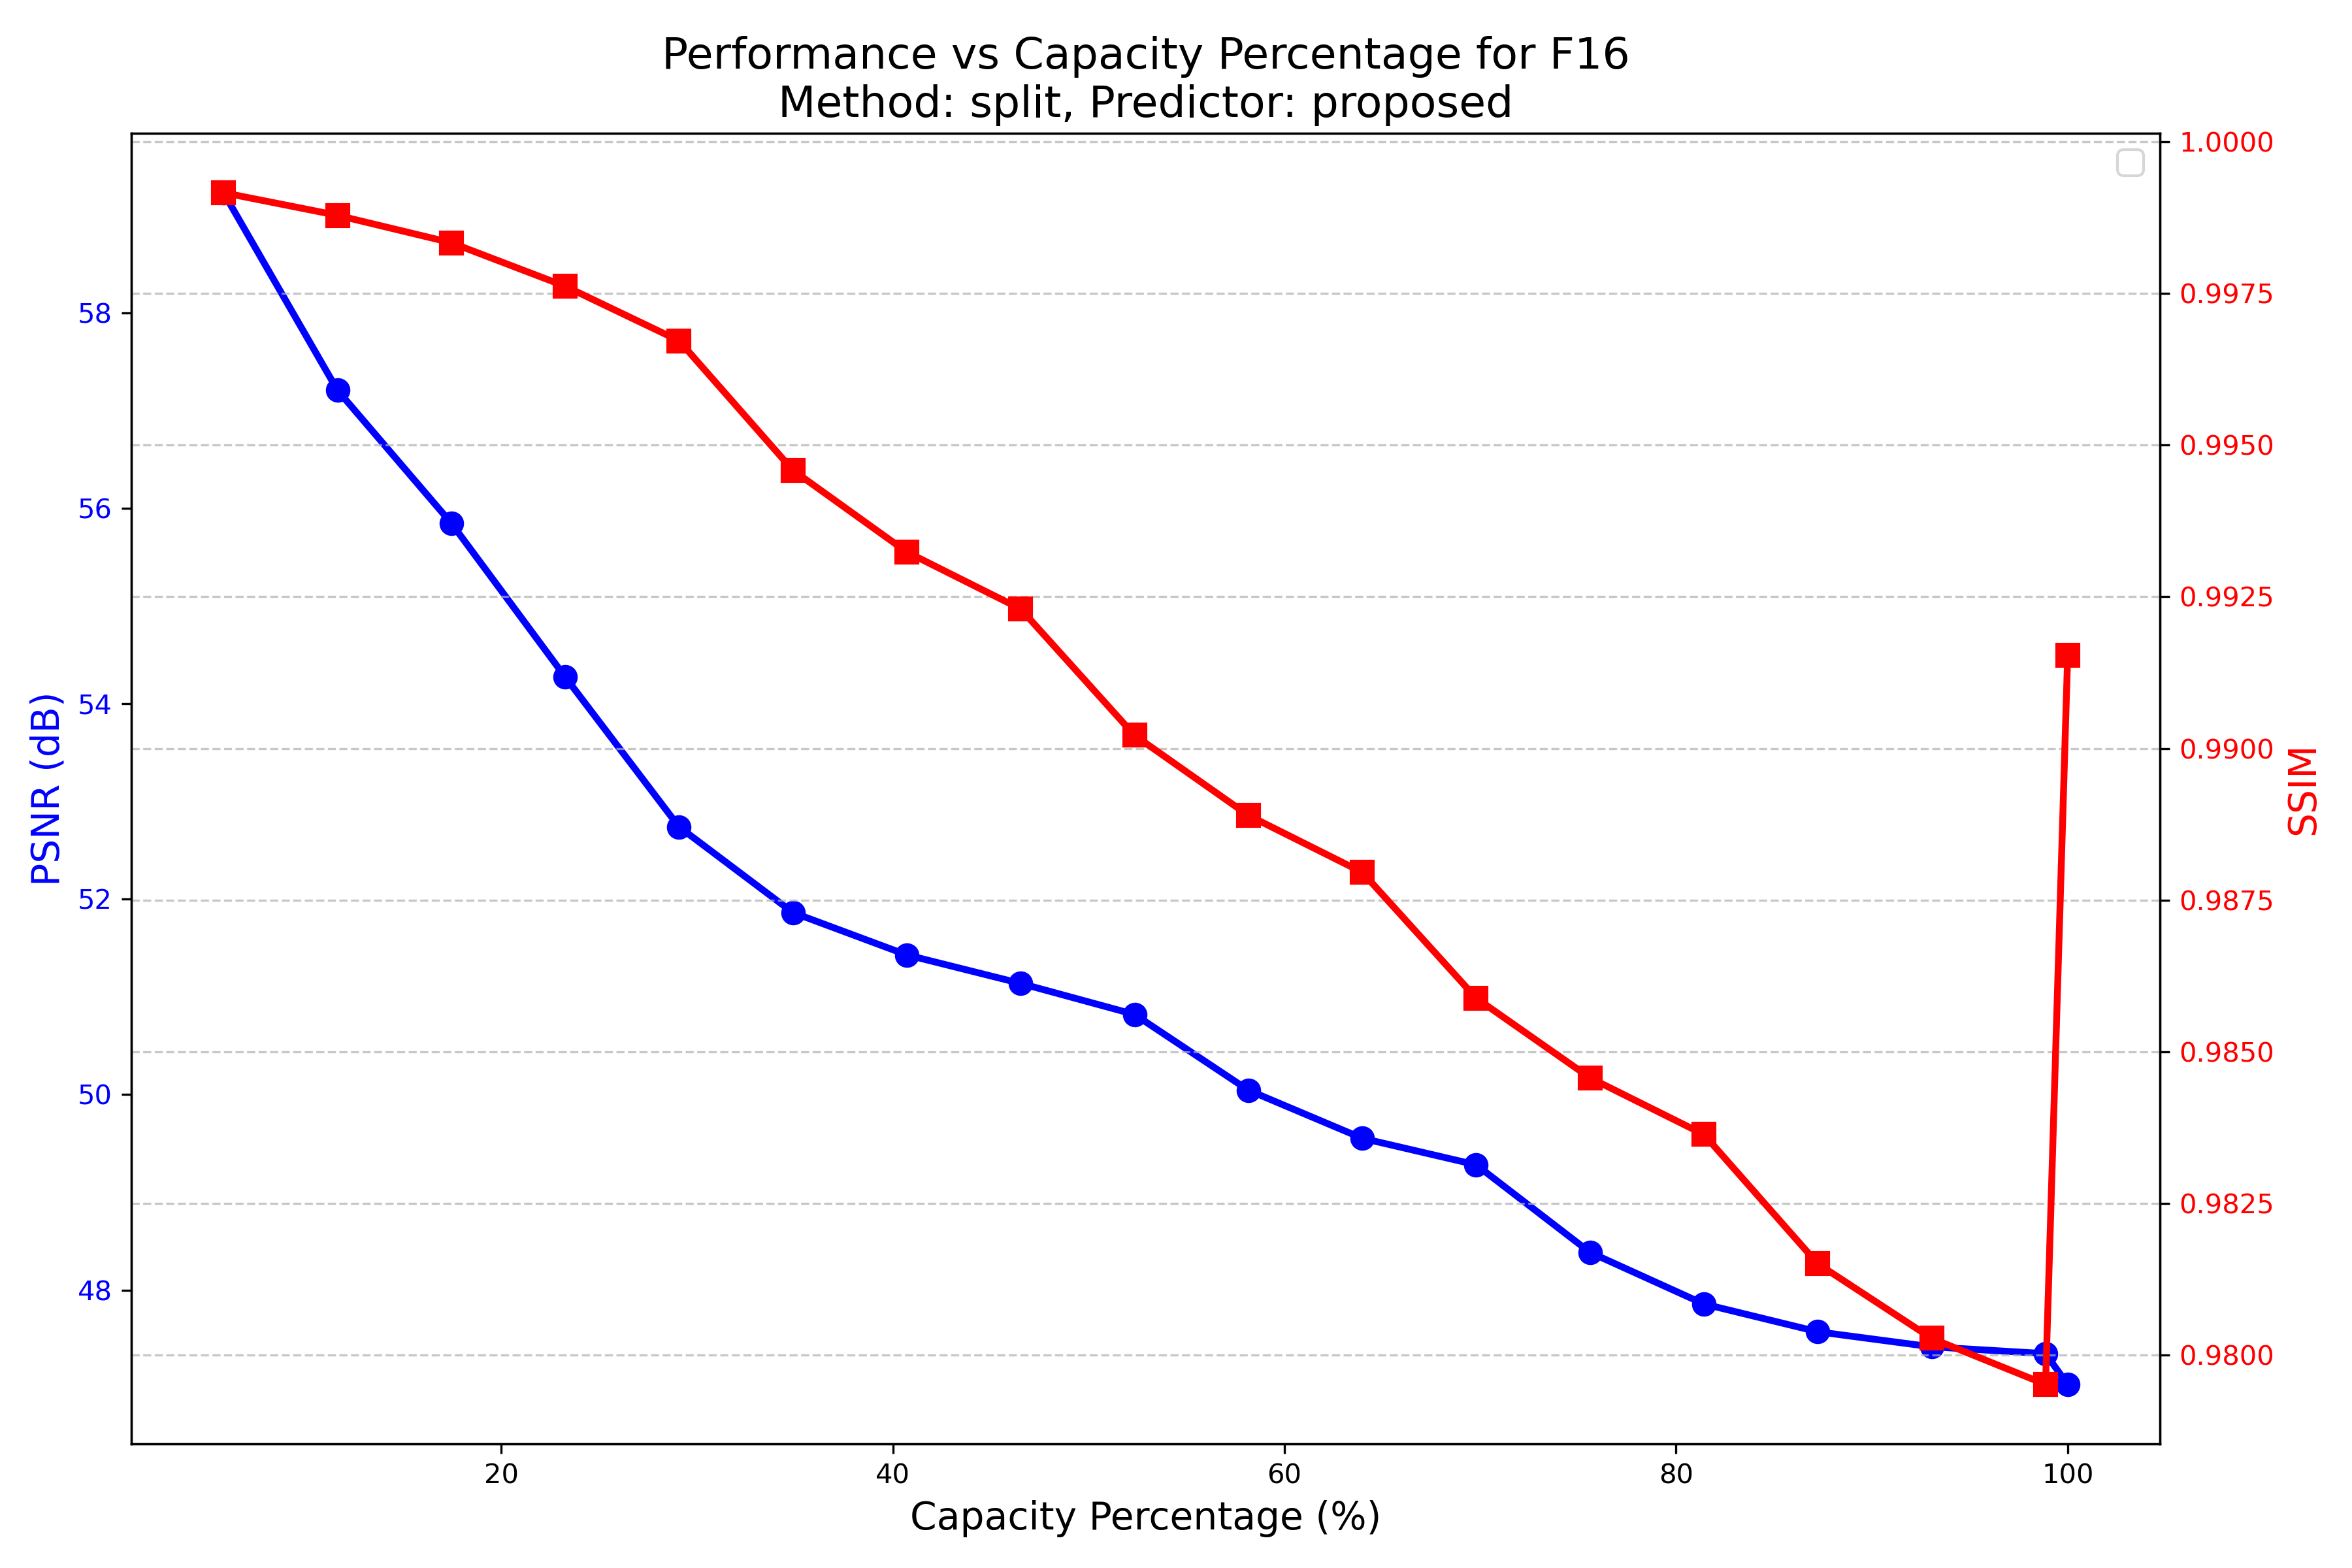 Performance vs Capacity Percentage for F16
Method: split, Predictor: proposed
PSNR (dB)
58
56
54
52
50
48
1.0000
0.9975
0.9950
0.9925
0.9900
0.9875
0.9850
0.9825
0.9800
SSIM
20 40 60 80 100
Capacity Percentage (%)